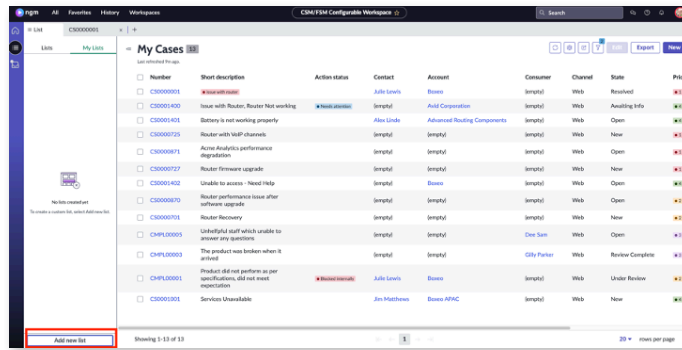 ngm All Favorites History Workspaces CSM/FSM Configurable Workspace ☆ Search
List CS0000001 × | +
Lists My Lists
My Cases 13
Last refreshed 9m ago.
Edit Export New
Number Short description Action status Contact Account Consumer Channel State
CS0000001 Issue with router Julie Lewis Boxeo (empty) Web Resolved
CS0001400 Issue with Router, Router Not working Needs attention (empty) Avid Corporation (empty) Web Awaiting Info
CS0001401 Battery is not working properly Alex Linde Advanced Routing Components (empty) Web Open
CS0000725 Router with VoIP channels (empty) (empty) (empty) Web New
CS0000871 Acme Analytics performance
degradation (empty) (empty) (empty) Web Open
CS0000727 Router firmware upgrade (empty) (empty) (empty) Web New
CS0001402 Unable to access - Need Help (empty) Boxeo (empty) Web Open
CS0000870 Router performance issue after
software upgrade (empty) (empty) (empty) Web Open
CS0000701 Router Recovery (empty) (empty) (empty) Web New
CMPL00005 Unhelpful staff which unable to
answer any questions (empty) (empty) Dee Sam Web Open
CMPL00003 The product was broken when it
arrived (empty) (empty) Gilly Parker Web Review Complete
CMPL00001 Product did not perform as per
specifications, did not meet
expectation Blocked internally Julie Lewis Boxeo (empty) Web Under Review
CS0001001 Services Unavailable Jim Matthews Boxeo APAC (empty) Web New
No lists created yet
To create a custom list, select Add new list.
Add new list
Showing 1-13 of 13 1 20 rows per page